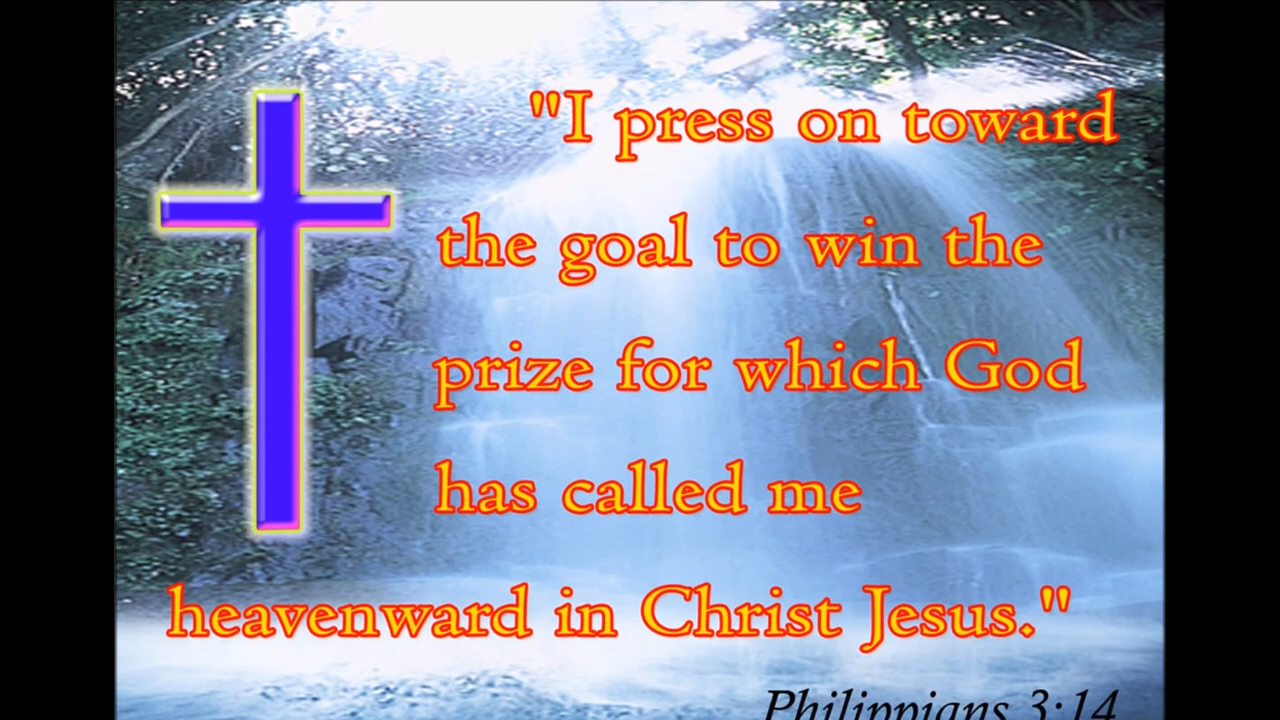 "I press on toward
the goal to win the
prize for which God
has called me
heavenward in Christ Jesus."
Philippians 3:14